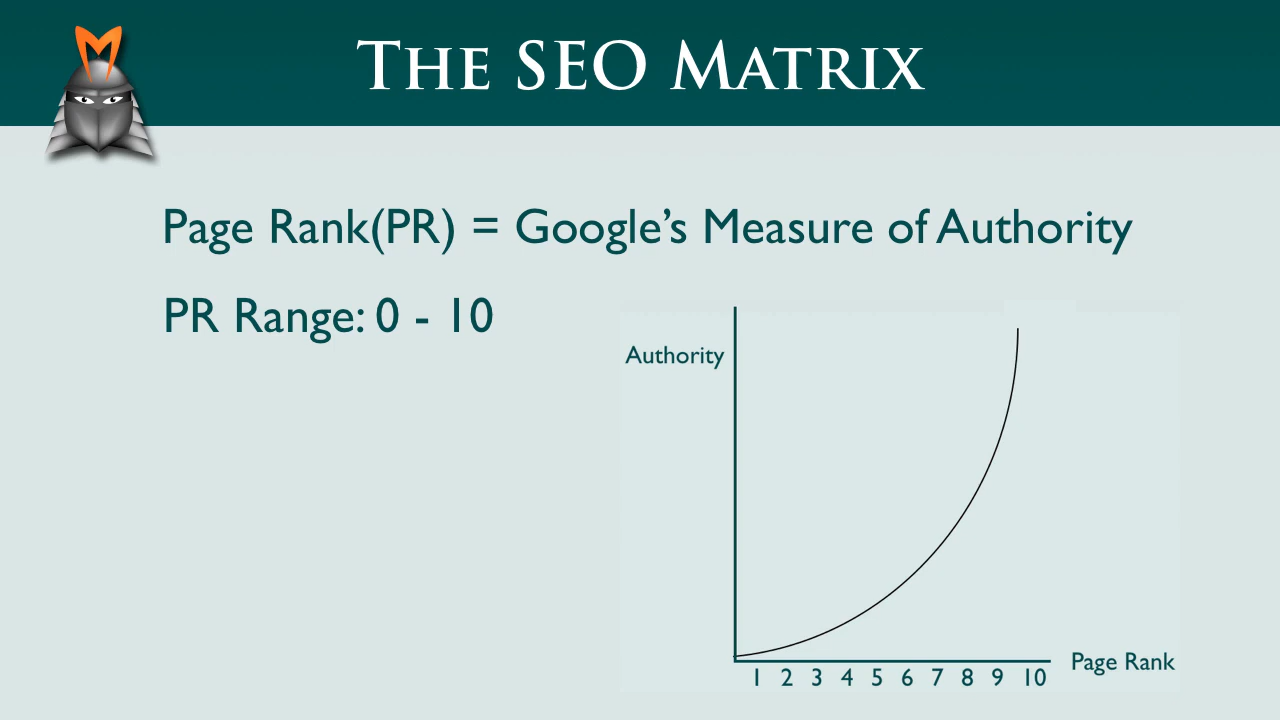 THE SEO MATRIX
Page Rank(PR) = Google's Measure of Authority
PR Range: 0 - 10
Authority
Page Rank
1 2 3 4 5 6 7 8 9 10